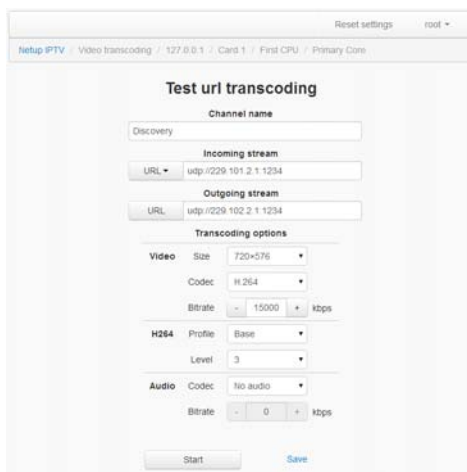 Reset settings root
Netup IPTV / Video transcoding / 127.0.0.1 / Card 1 / First CPU / Primary Core
Test url transcoding
Channel name
Discovery
Incoming stream
URL udp://229.101.2.1:1234
Outgoing stream
URL udp://229.102.2.1:1234
Transcoding options
Video Size 720×576
Codec H.264
Bitrate - 15000 + kbps
H264 Profile Base
Level 3
Audio Codec No audio
Bitrate - 0 + kbps
Start Save